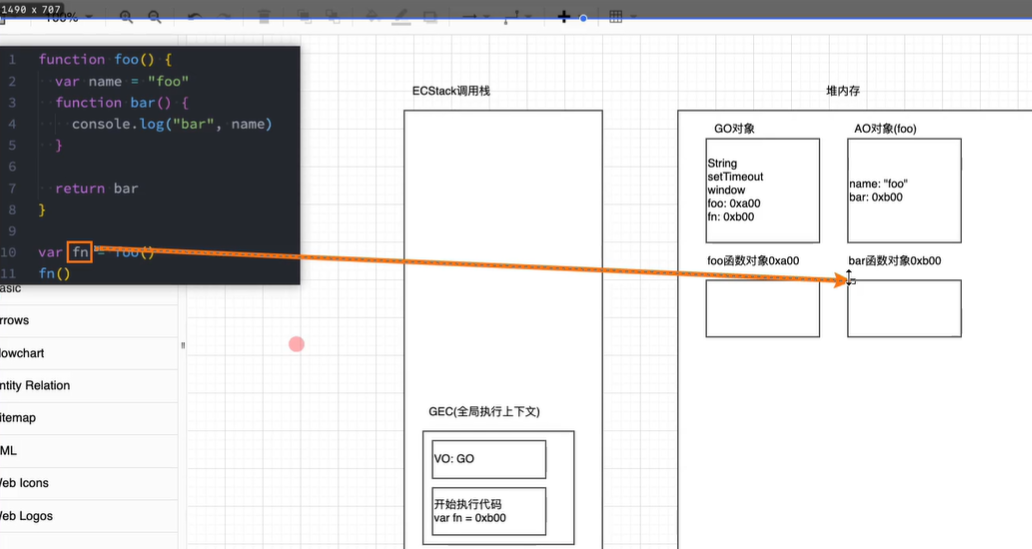 1490 x 707
100%
1 function foo() {
2 var name = "foo"
3 function bar() {
4 console.log("bar", name)
5 }
6
7 return bar
8 }
9
10 var fn = foo()
11 fn()
asic
rrows
lowchart
ntity Relation
itemap
ML
eb Icons
eb Logos
ECStack调用栈
GEC(全局执行上下文)
VO: GO
开始执行代码
var fn = 0xb00
堆内存
GO对象
String
setTimeout
window
foo: 0xa00
fn: 0xb00
AO对象(foo)
name: "foo"
bar: 0xb00
foo函数对象0xa00
bar函数对象0xb00